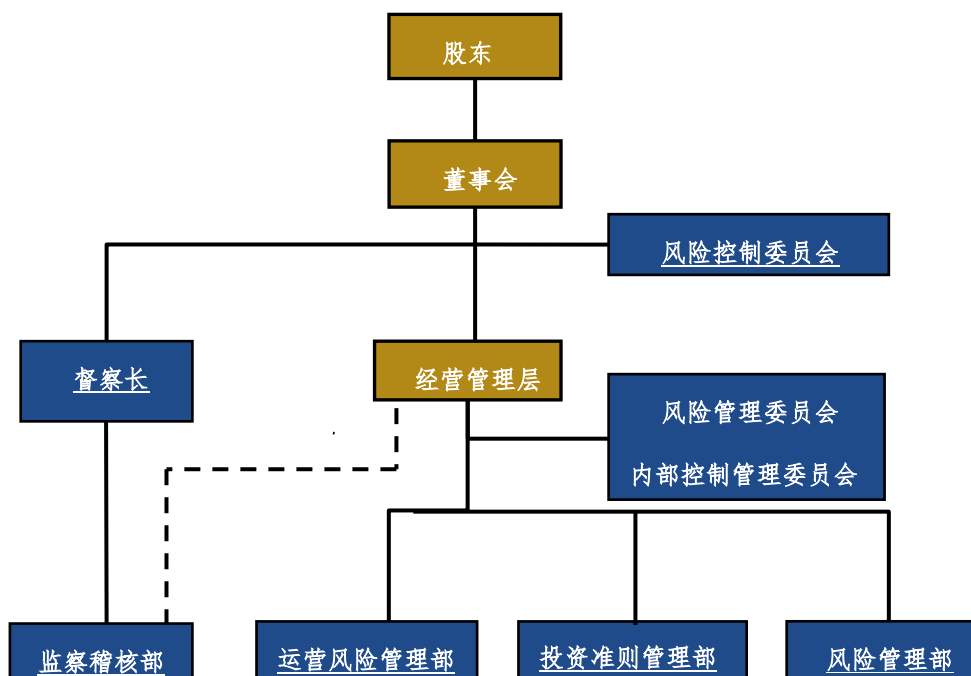 股东
董事会
风险控制委员会
督察长
经营管理层
风险管理委员会
内部控制管理委员会
监察稽核部
运营风险管理部
投资准则管理部
风险管理部